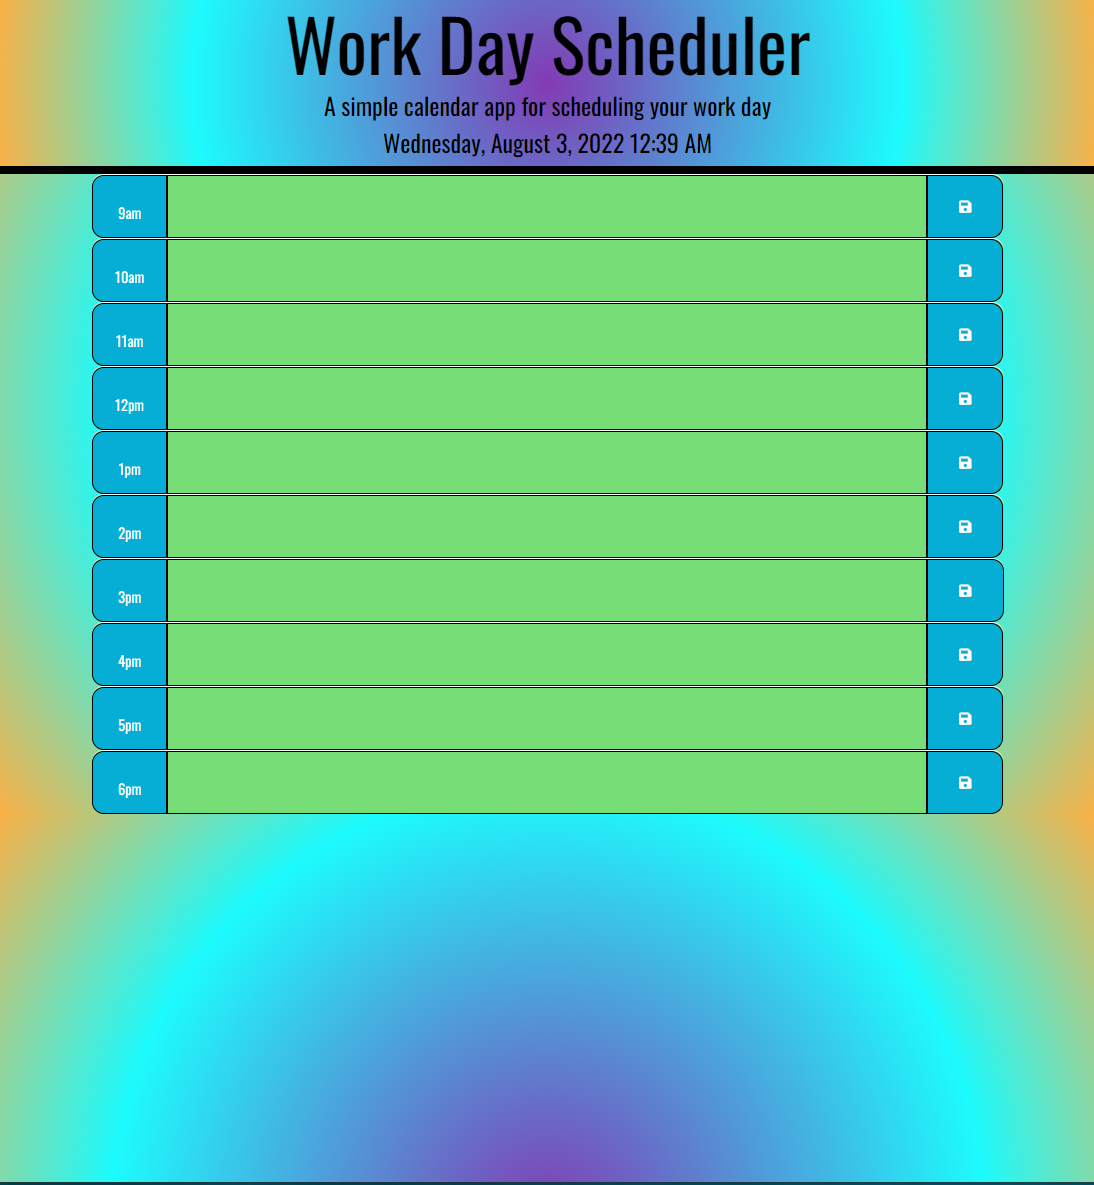 Work Day Scheduler
A simple calendar app for scheduling your work day
Wednesday, August 3, 2022 12:39 AM
9am
10am
11am
12pm
1pm
2pm
3pm
4pm
5pm
6pm